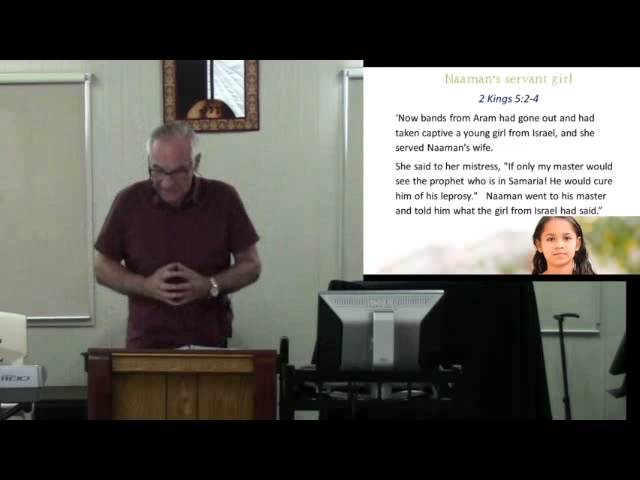 Naaman's servant girl
2 Kings 5:2-4
'Now bands from Aram had gone out and had
taken captive a young girl from Israel, and she
served Naaman's wife.
She said to her mistress, "If only my master would
see the prophet who is in Samaria! He would cure
him of his leprosy."   Naaman went to his master
and told him what the girl from Israel had said."